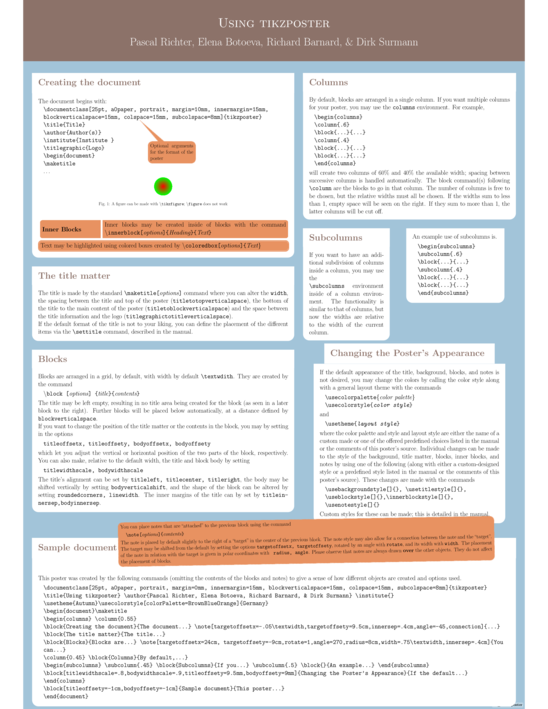 Using tikzposter
Pascal Richter, Elena Botoeva, Richard Barnard, & Dirk Surmann
Creating the document
The document begins with:
\documentclass[25pt, a0paper, portrait, margin=10mm, innermargin=15mm,
blockverticalspace=15mm, colspace=15mm, subcolspace=8mm]{tikzposter}
\title{Title}
\author{Author(s)}
\institute{Institute }
\titlegraphic{Logo}
\begin{document}
\maketitle
....
Optional arguments
for the format of the
poster
Fig. 1: A figure can be made with \tikzfigure; \figure does not work
Inner Blocks
Inner blocks may be created inside of blocks with the command
\innerblock[options]{Heading}{Text}
Text may be highlighted using colored boxes created by \coloredbox[options]{Text}
The title matter
The title is made by the standard \maketitle[options] command where you can alter the width,
the spacing between the title and top of the poster (titletotopverticalspace), the bottom of
the title to the main content of the poster (titletoblockverticalspace) and the space between
the title information and the logo (titlegraphictotitleverticalspace).
If the default format of the title is not to your liking, you can define the placement of the different
items via the \settitle command, described in the manual.
Blocks
Blocks are arranged in a grid, by default, with width by default \textwidth. They are created by
the command
\block [options] {title}{contents}
The title may be left empty, resulting in no title area being created for the block (as seen in a later
block to the right). Further blocks will be placed below automatically, at a distance defined by
blockverticalspace.
If you want to change the position of the title matter or the contents in the block, you may by setting
in the options
titleoffsetx, titleoffsety, bodyoffsetx, bodyoffsety
which let you adjust the vertical or horizontal position of the two parts of the block, respectively.
You can also make, relative to the default width, the title and block body by setting
titlewidthscale, bodywidthscale
The title's alignment can be set by titleleft, titlecenter, titleright, the body may be
shifted vertically by setting bodyverticalshift, and the shape of the block can be altered by
setting roundedcorners, linewidth. The inner margins of the title can by set by titlein-
nersep,bodyinnersep.
Columns
By default, blocks are arranged in a single column. If you want multiple columns
for your poster, you may use the columns environment. For example,
\begin{columns}
\column{.6}
\block{...}{...}
\column{.4}
\block{...}{...}
\block{...}{...}
\end{columns}
will create two columns of 60% and 40% the available width; spacing between
successive columns is handled automatically. The block command(s) following
\column are the blocks to go in that column. The number of columns is free to
be chosen, but the relative widths must all be chosen. If the widths sum to less
than 1, empty space will be seen on the right. If they sum to more than 1, the
latter columns will be cut off.
Subcolumns
If you want to have an addi-
tional subdivision of columns
inside a column, you may use
the
\subcolumns environment
inside of a column environ-
ment. The functionality is
similar to that of columns, but
now the widths are relative
to the width of the current
column.
An example use of subcolumns is.
\begin{subcolumns}
\subcolumn{.6}
\block{...}{...}
\subcolumn{.4}
\block{...}{...}
\block{...}{...}
\end{subcolumns}
Changing the Poster's Appearance
If the default appearance of the title, background, blocks, and notes is
not desired, you may change the colors by calling the color style along
with a general layout theme with the commands
\usecolorpalette{color palette}
\usecolorstyle{color style}
and
\usetheme{layout style}
where the color palette and style and layout style are either the name of a
custom made or one of the offered predefined choices listed in the manual
or the comments of this poster's source. Individual changes can be made
to the style of the background, title matter, blocks, inner blocks, and
notes by using one of the following (along with either a custom-designed
style or a predefined style listed in the manual or the comments of this
poster's source). These changes are made with the commands
\usebackgroundstyle[]{}, \usetitlestyle[]{},
\useblockstyle[]{},\innerblockstyle[]{},
\usenotestyle[]{}
Custom styles for these can be made; this is detailed in the manual.
You can place notes that are "attached" to the previous block using the command
\note[options]{Comments}
The note is placed by default slightly to the right of a "target" in the center of the previous block. The note style may also allow for a connection between the note and the "target".
The target may be shifted from the default by setting the options targetoffsetx, targetoffsety, rotated by an angle with rotate, and its width with width. The placement
of the note in relation with the target is given in polar coordinates with: radius, angle. Please observe that notes are always drawn over the other objects. They do not affect
the placement of blocks.
Sample document
This poster was created by the following commands (omitting the contents of the blocks and notes) to give a sense of how different objects are created and options used.
\documentclass[25pt, a0paper, portrait, margin=0mm, innermargin=15mm, blockverticalspace=15mm, colspace=15mm, subcolspace=8mm]{tikzposter}
\title{Using tikzposter} \author{Pascal Richter, Elena Botoeva, Richard Barnard, & Dirk Surmann} \institute{}
\usetheme{Autumn}\usecolorstyle[colorPalette=BrownBlueOrange]{Germany}
\begin{document}\maketitle
\begin{columns} \column{0.55}
\block{Creating the document}{The document...} \note[targetoffsetx=-.05\textwidth,targetoffsety=9.5cm,innersep=.4cm,angle=-45,connection]{...}
\block{The title matter}{The title...}
\block{Blocks}{Blocks are...} \note[targetoffsetx=24cm, targetoffsety=-9cm,rotate=1,angle=270,radius=8cm,width=.75\textwidth,innersep=.4cm]{You
can...}
\column{0.45} \block{Columns}{By default,...}
\begin{subcolumns} \subcolumn{.45} \block{Subcolumns}{If you...} \subcolumn{.5} \block{}{An example...} \end{subcolumns}
\block[titlewidthscale=.8,bodywidthscale=.9,titleoffsety=9.5mm,bodyoffsety=9mm]{Changing the Poster's Appearance}{If the default...}
\end{columns}
\block[titleoffsety=-1cm,bodyoffsety=-1cm]{Sample document}{This poster...}
\end{document}